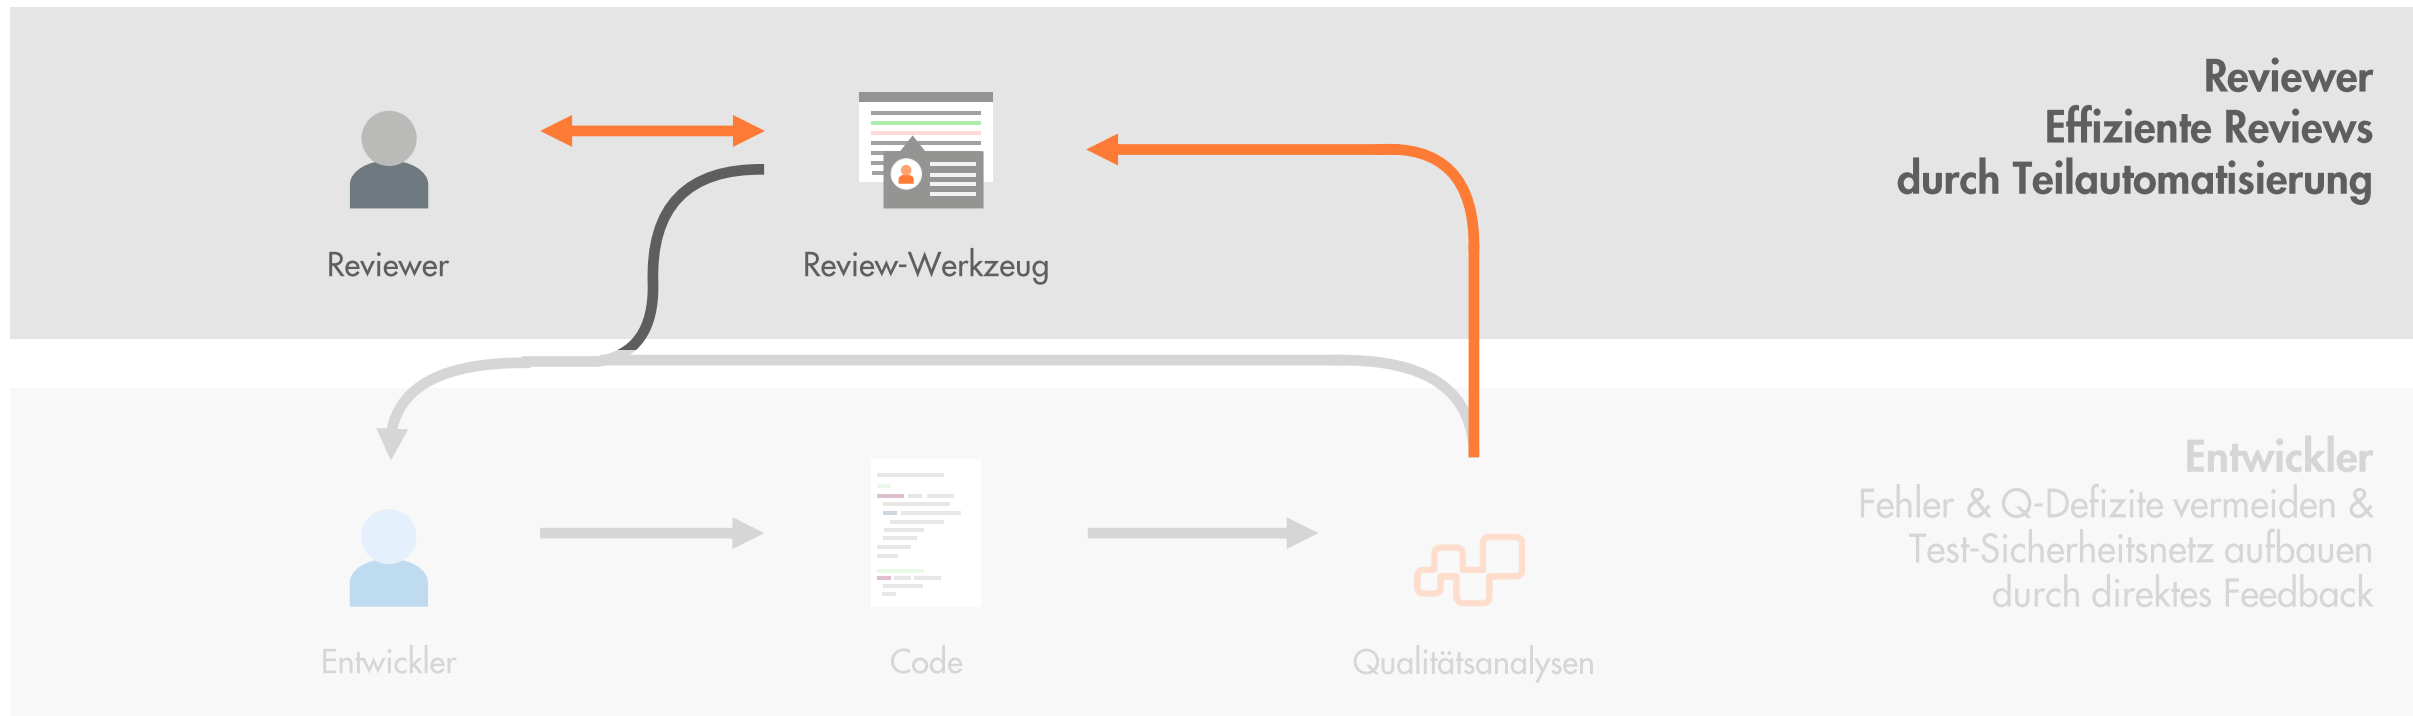 Reviewer
Effiziente Reviews
durch Teilautomatisierung
Reviewer
Review-Werkzeug
Entwickler
Fehler & Q-Defizite vermeiden &
Test-Sicherheitsnetz aufbauen
durch direktes Feedback
Entwickler
Code
Qualitätsanalysen